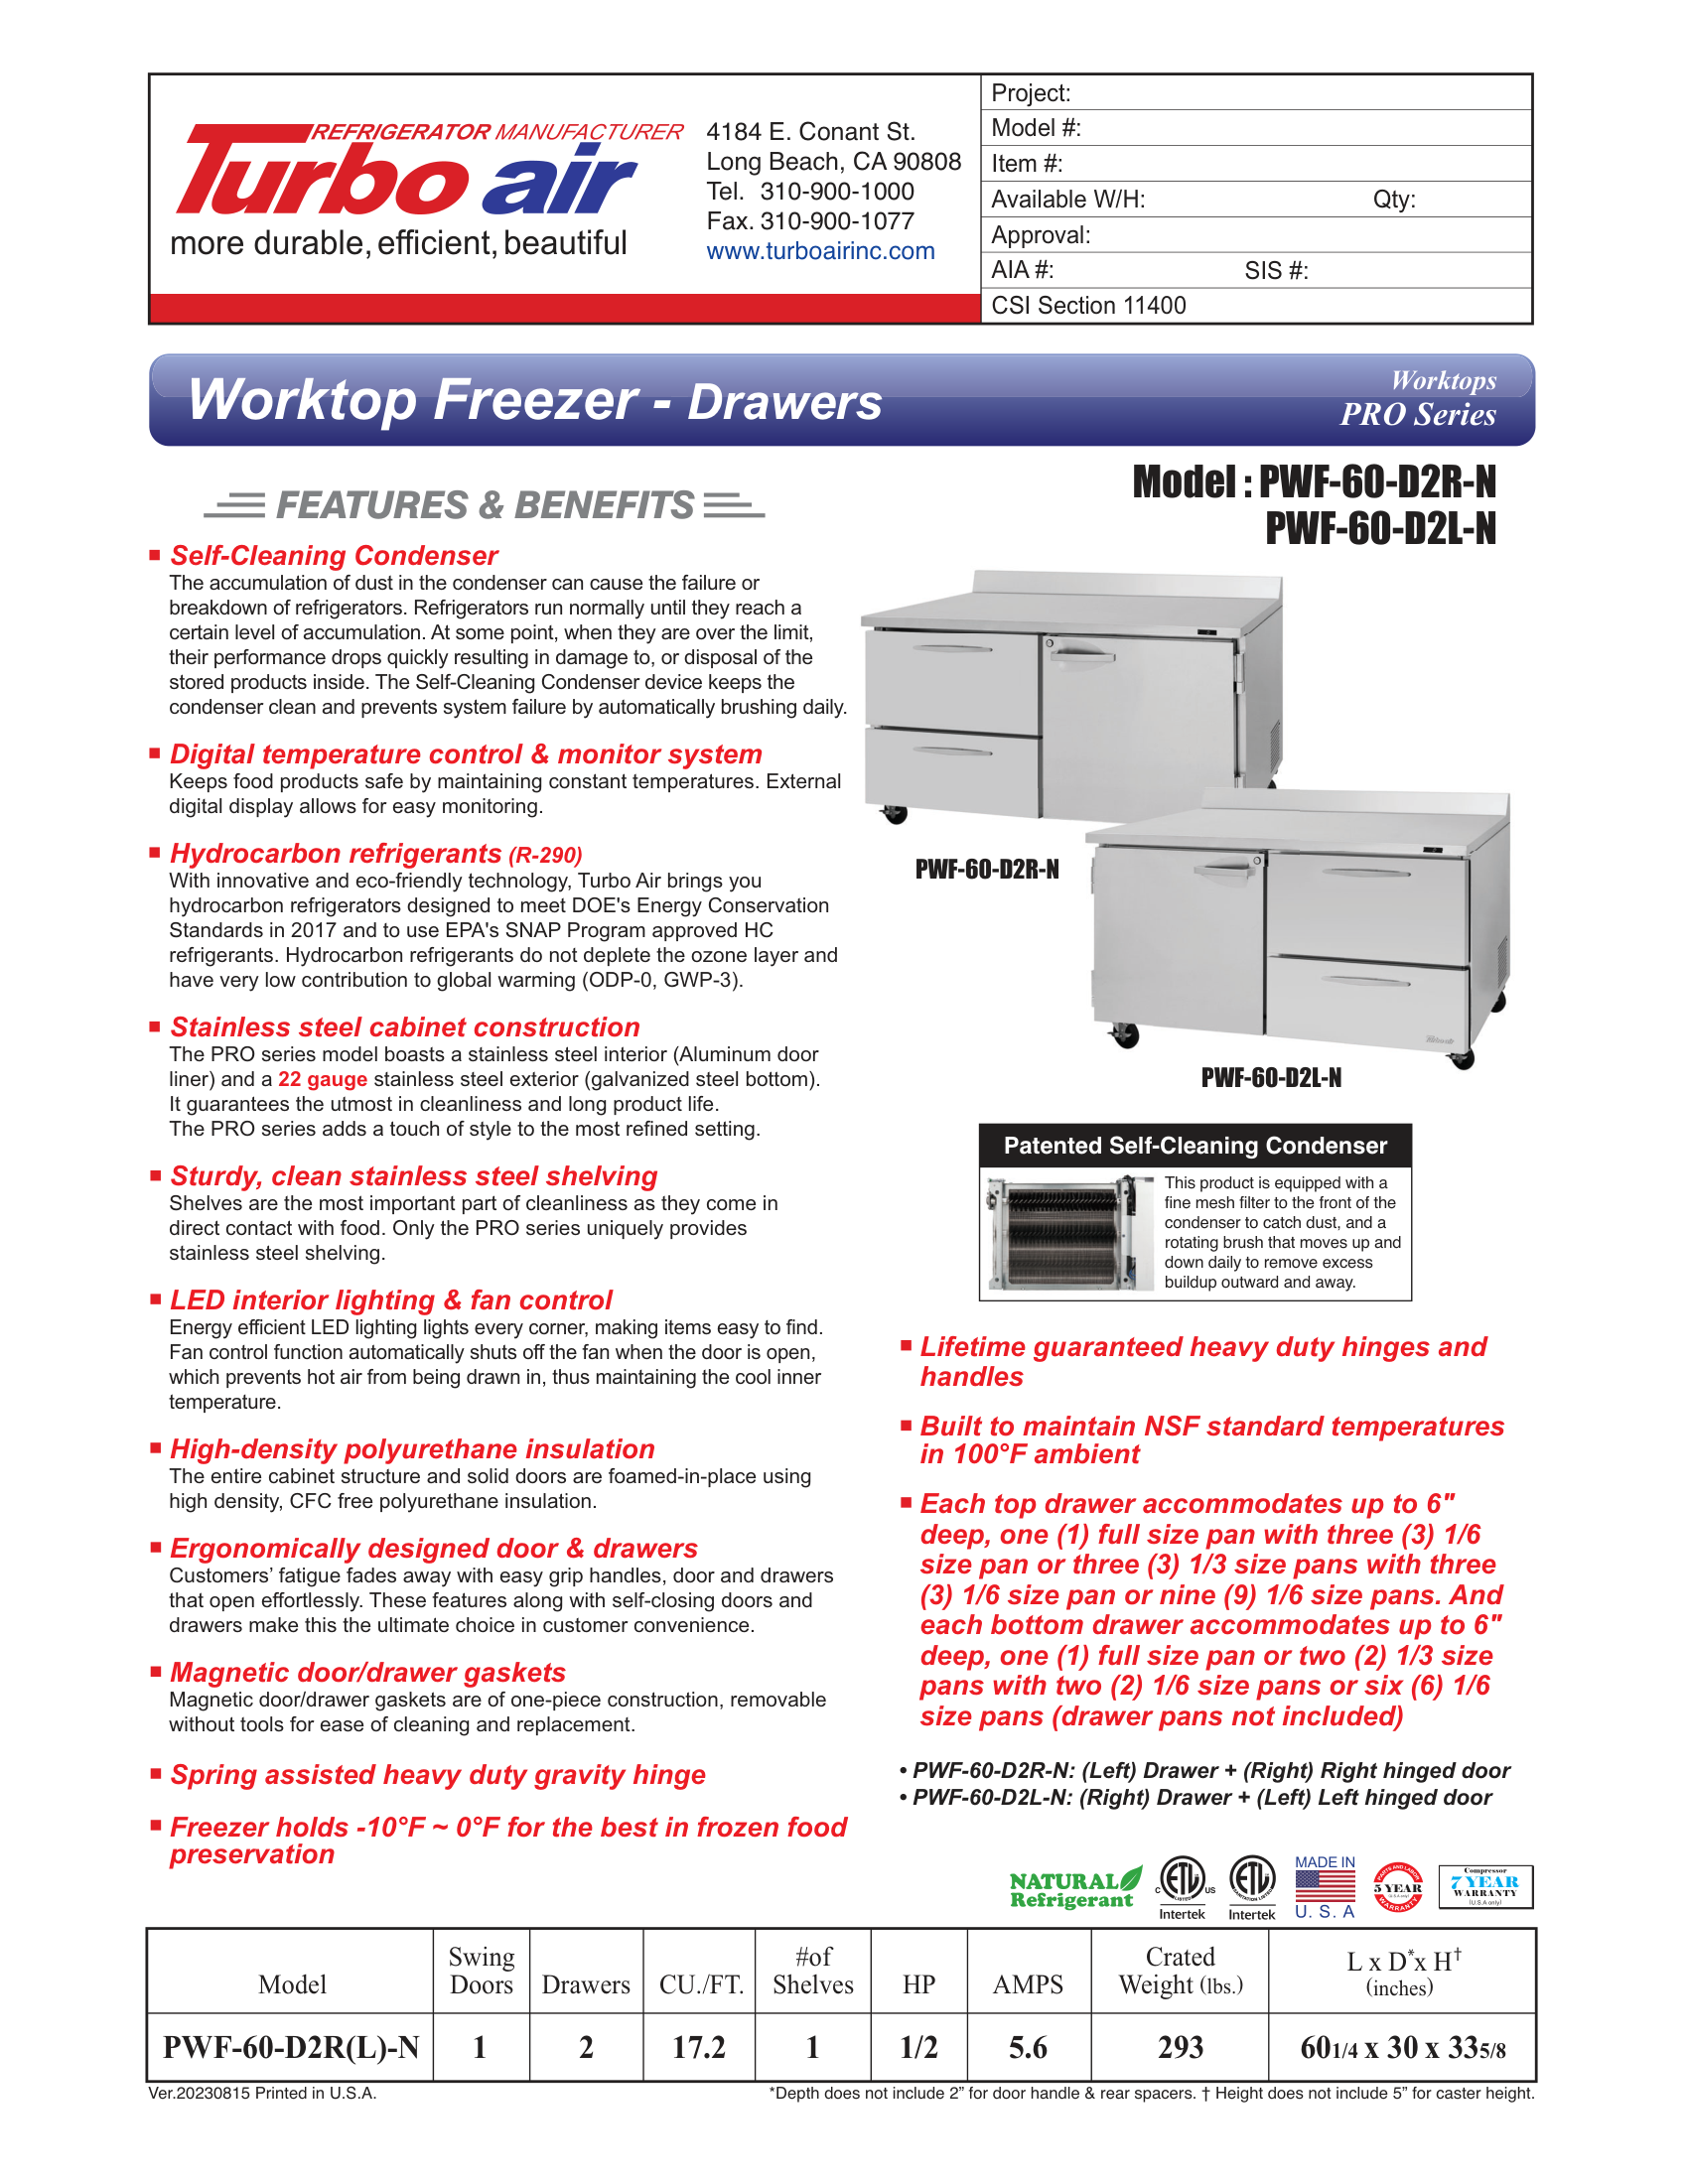 REFRIGERATOR MANUFACTURER
Turbo air
more durable, efficient, beautiful
4184 E. Conant St.
Long Beach, CA 90808
Tel. 310-900-1000
Fax. 310-900-1077
www.turboairinc.com
Project:
Model #:
Item #:
Available W/H: Qty:
Approval:
AIA #: SIS #:
CSI Section 11400
Worktop Freezer - Drawers
Worktops
PRO Series
Model : PWF-60-D2R-N
PWF-60-D2L-N
FEATURES & BENEFITS
Self-Cleaning Condenser
The accumulation of dust in the condenser can cause the failure or
breakdown of refrigerators. Refrigerators run normally until they reach a
certain level of accumulation. At some point, when they are over the limit,
their performance drops quickly resulting in damage to, or disposal of the
stored products inside. The Self-Cleaning Condenser device keeps the
condenser clean and prevents system failure by automatically brushing daily.
Digital temperature control & monitor system
Keeps food products safe by maintaining constant temperatures. External
digital display allows for easy monitoring.
Hydrocarbon refrigerants (R-290)
With innovative and eco-friendly technology, Turbo Air brings you
hydrocarbon refrigerators designed to meet DOE's Energy Conservation
Standards in 2017 and to use EPA's SNAP Program approved HC
refrigerants. Hydrocarbon refrigerants do not deplete the ozone layer and
have very low contribution to global warming (ODP-0, GWP-3).
Stainless steel cabinet construction
The PRO series model boasts a stainless steel interior (Aluminum door
liner) and a 22 gauge stainless steel exterior (galvanized steel bottom).
It guarantees the utmost in cleanliness and long product life.
The PRO series adds a touch of style to the most refined setting.
Sturdy, clean stainless steel shelving
Shelves are the most important part of cleanliness as they come in
direct contact with food. Only the PRO series uniquely provides
stainless steel shelving.
LED interior lighting & fan control
Energy efficient LED lighting lights every corner, making items easy to find.
Fan control function automatically shuts off the fan when the door is open,
which prevents hot air from being drawn in, thus maintaining the cool inner
temperature.
High-density polyurethane insulation
The entire cabinet structure and solid doors are foamed-in-place using
high density, CFC free polyurethane insulation.
Ergonomically designed door & drawers
Customers’ fatigue fades away with easy grip handles, door and drawers
that open effortlessly. These features along with self-closing doors and
drawers make this the ultimate choice in customer convenience.
Magnetic door/drawer gaskets
Magnetic door/drawer gaskets are of one-piece construction, removable
without tools for ease of cleaning and replacement.
Spring assisted heavy duty gravity hinge
Freezer holds -10°F ~ 0°F for the best in frozen food
preservation
PWF-60-D2R-N
Turbo air
PWF-60-D2L-N
Patented Self-Cleaning Condenser
This product is equipped with a
fine mesh filter to the front of the
condenser to catch dust, and a
rotating brush that moves up and
down daily to remove excess
buildup outward and away.
Lifetime guaranteed heavy duty hinges and
handles
Built to maintain NSF standard temperatures
in 100°F ambient
Each top drawer accommodates up to 6"
deep, one (1) full size pan with three (3) 1/6
size pan or three (3) 1/3 size pans with three
(3) 1/6 size pan or nine (9) 1/6 size pans. And
each bottom drawer accommodates up to 6"
deep, one (1) full size pan or two (2) 1/3 size
pans with two (2) 1/6 size pans or six (6) 1/6
size pans (drawer pans not included)
• PWF-60-D2R-N: (Left) Drawer + (Right) Right hinged door
• PWF-60-D2L-N: (Right) Drawer + (Left) Left hinged door
NATURAL
Refrigerant
C ETL US
LISTED
Intertek
ETL
SANITATION LISTED
Intertek
MADE IN
U. S. A
PARTS AND LABOR
5 YEAR
(U.S.A only)
WARRANTY
Compressor
7 YEAR
WARRANTY
(U.S.A only)
Model Swing Doors Drawers CU./FT. #of Shelves HP AMPS Crated Weight (lbs.) L x D* x H† (inches)
PWF-60-D2R(L)-N 1 2 17.2 1 1/2 5.6 293 60 1/4 x 30 x 33 5/8
Ver.20230815 Printed in U.S.A.
*Depth does not include 2” for door handle & rear spacers. † Height does not include 5” for caster height.